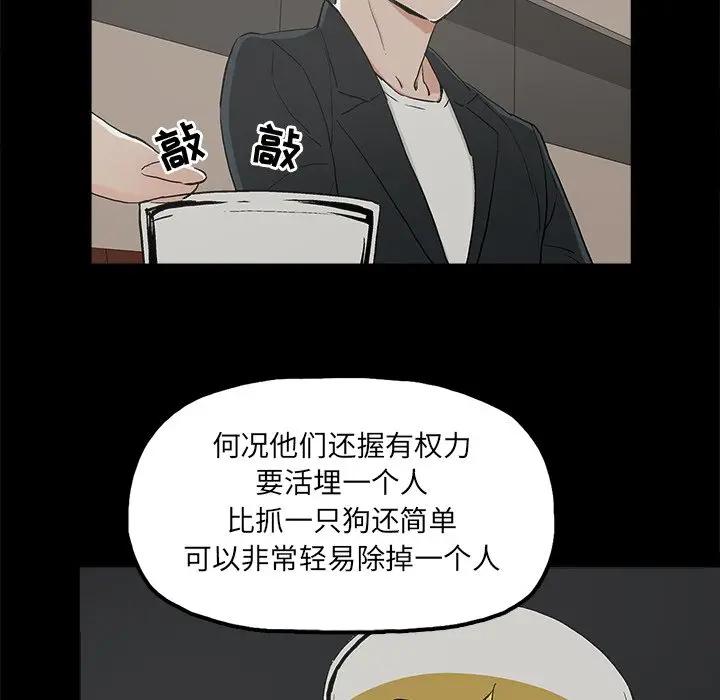 敲 敲
何况他们还握有权力
要活埋一个人
比抓一只狗还简单
可以非常轻易除掉一个人